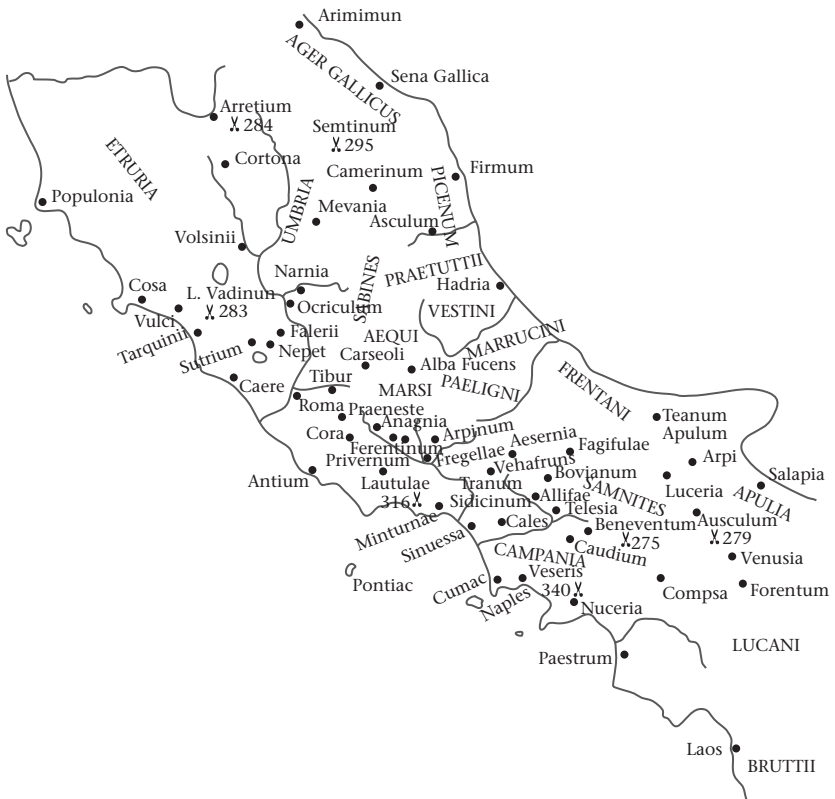 Arimimun
AGER GALLICUS
Sena Gallica
Arretium
284
Semtinum
295
ETRURIA
Cortona
Camerinum
Firmum
Populonia
UMBRIA
Mevania
PICENUM
Asculum
Volsinii
PRAETUTTII
Narnia
SABINES
Hadria
Cosa
L. Vadinun
283
Ocriculum
VESTINI
Vulci
Tarquinii
Falerii
AEQUI
MARRUCINI
Sutrium
Nepet
Carseoli
Alba Fucens
Caere
Tibur
MARSI
PAELIGNI
FRENTANI
Roma
Praeneste
Teanum
Apulum
Anagnia
Cora
Arpinum
Aesernia
Fagifulae
Ferentinum
Fregellae
Arpi
Privernum
Vehafruns
Antium
Lautulae
316
Tranum
Sidicinum
Bovianum
Luceria
Salapia
SAMNITES
APULIA
Allifae
Telesia
Minturnae
Cales
Beneventum
275
Ausculum
279
Sinuessa
Caudium
CAMPANIA
Venusia
Pontiac
Cumac
Veseris
340
Naples
Nuceria
Compsa
Forentum
LUCANI
Paestrum
Laos
BRUTTII